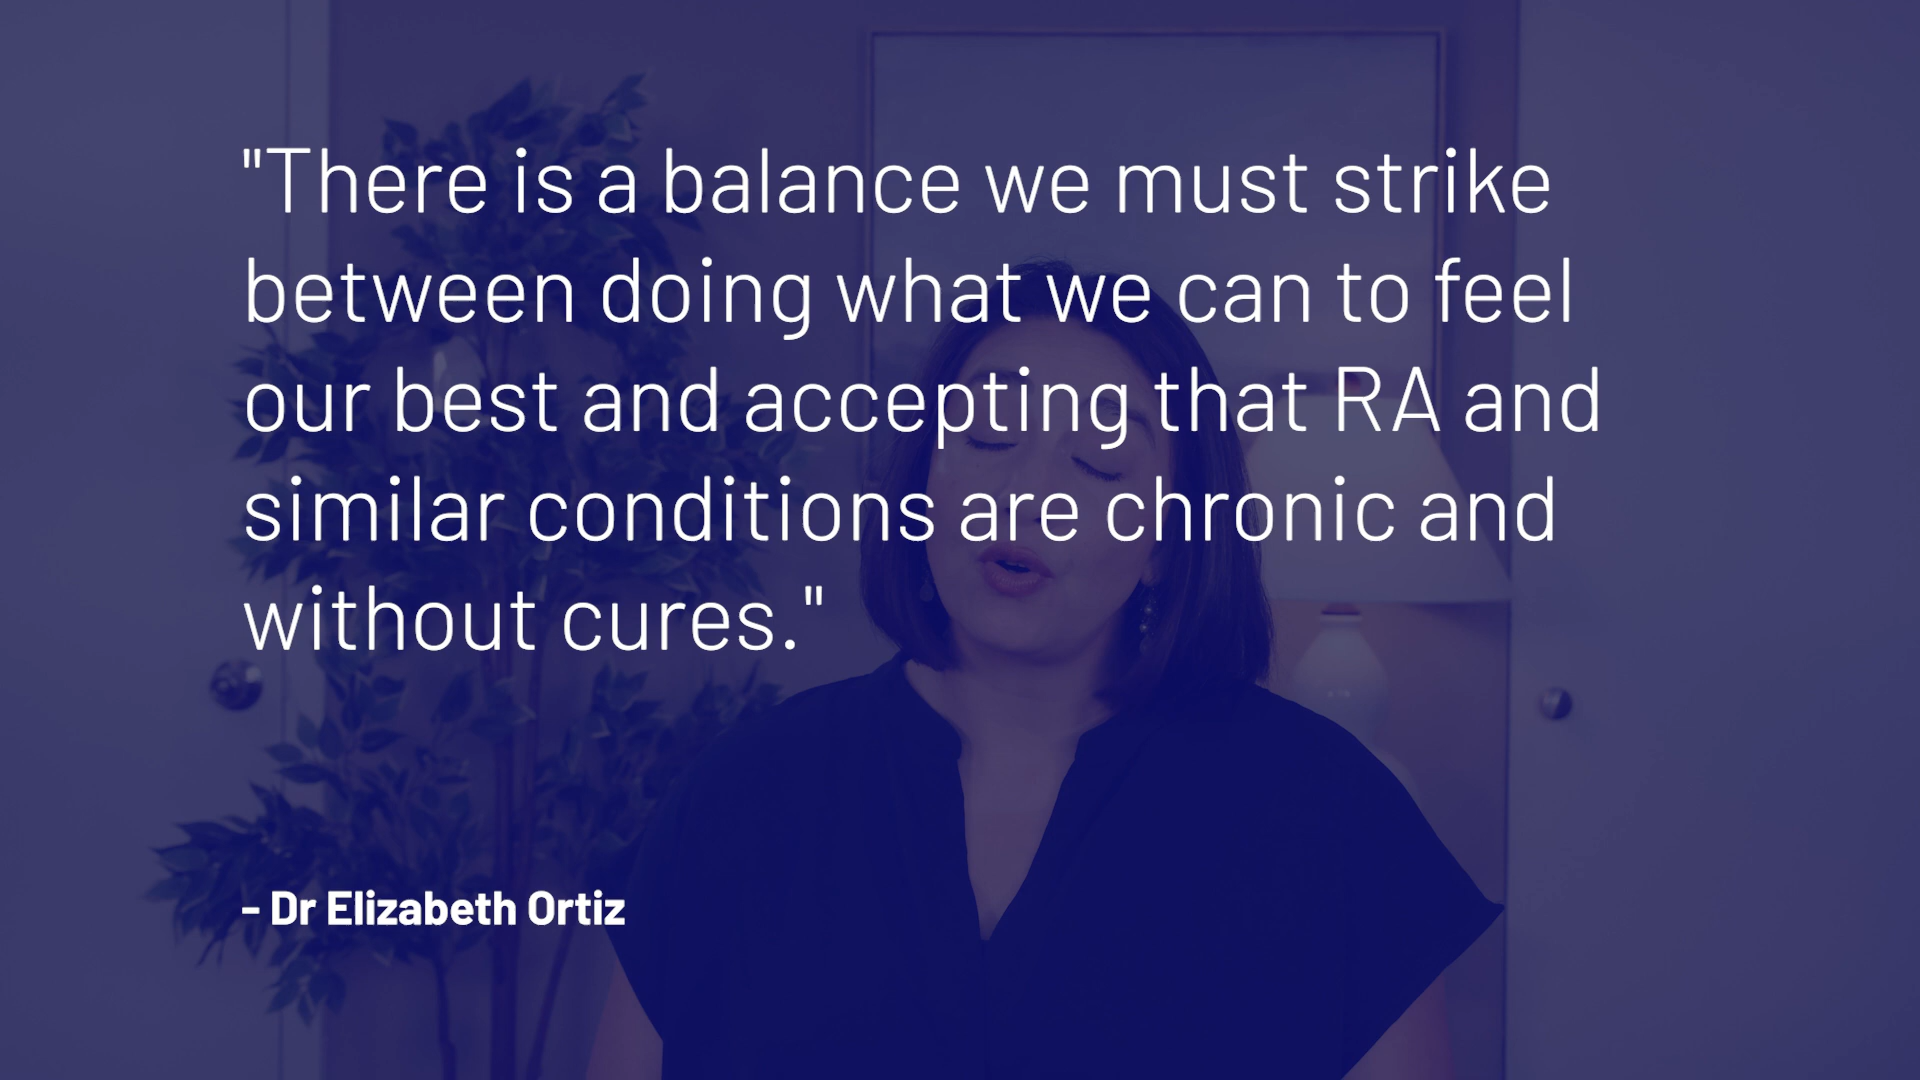 "There is a balance we must strike
between doing what we can to feel
our best and accepting that RA and
similar conditions are chronic and
without cures."
- Dr Elizabeth Ortiz